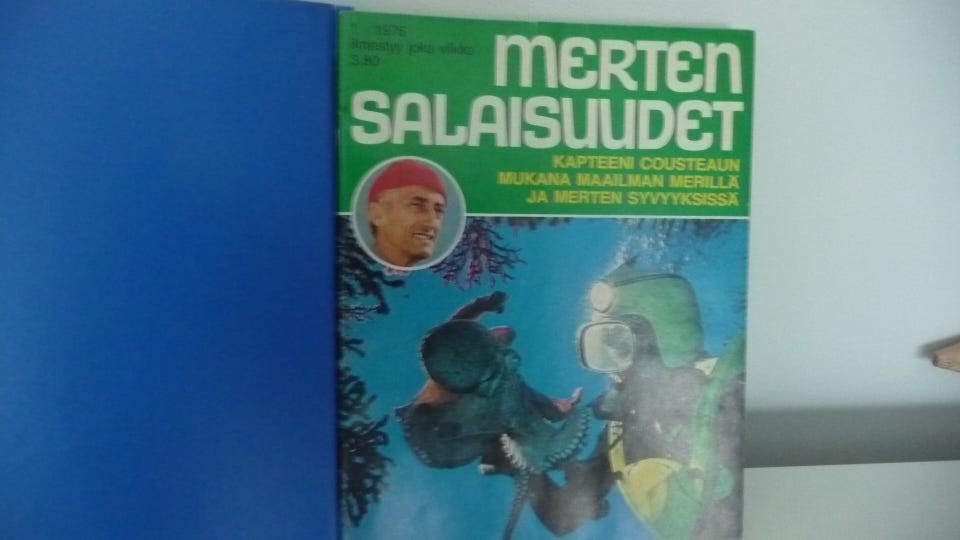 1 1976
ilmestyy joka viikko
3.80
MERTEN
SALAISUUDET
KAPTEENI COUSTEAUN
MUKANA MAAILMAN MERILLÄ
JA MERTEN SYVYYKSISSÄ